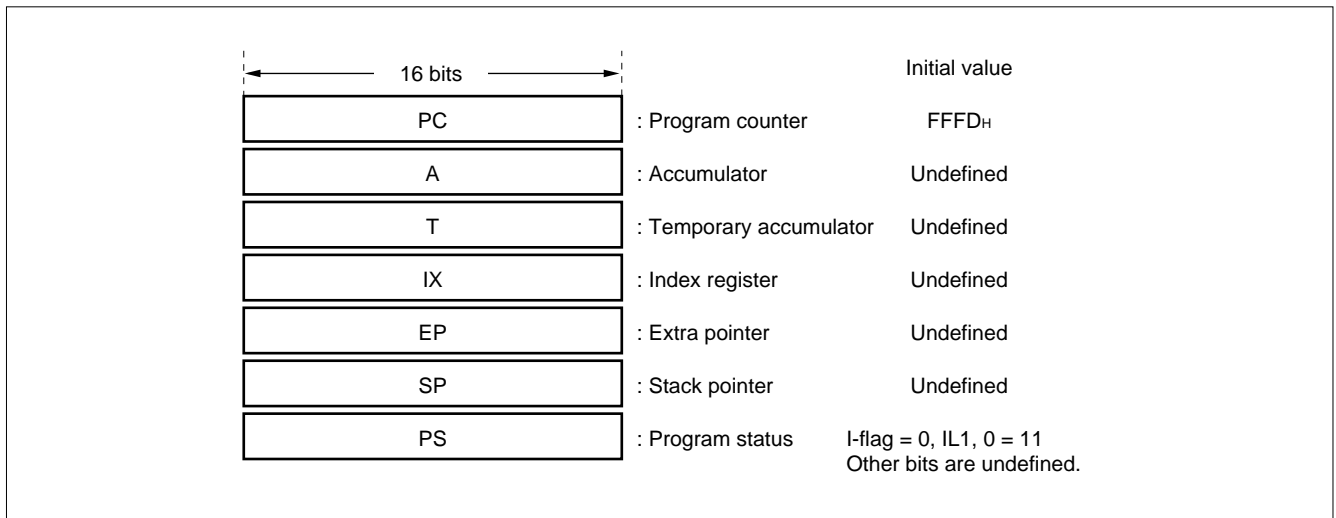 16 bits Initial value
PC : Program counter FFFDH
A : Accumulator Undefined
T : Temporary accumulator Undefined
IX : Index register Undefined
EP : Extra pointer Undefined
SP : Stack pointer Undefined
PS : Program status I-flag = 0, IL1, 0 = 11
Other bits are undefined.